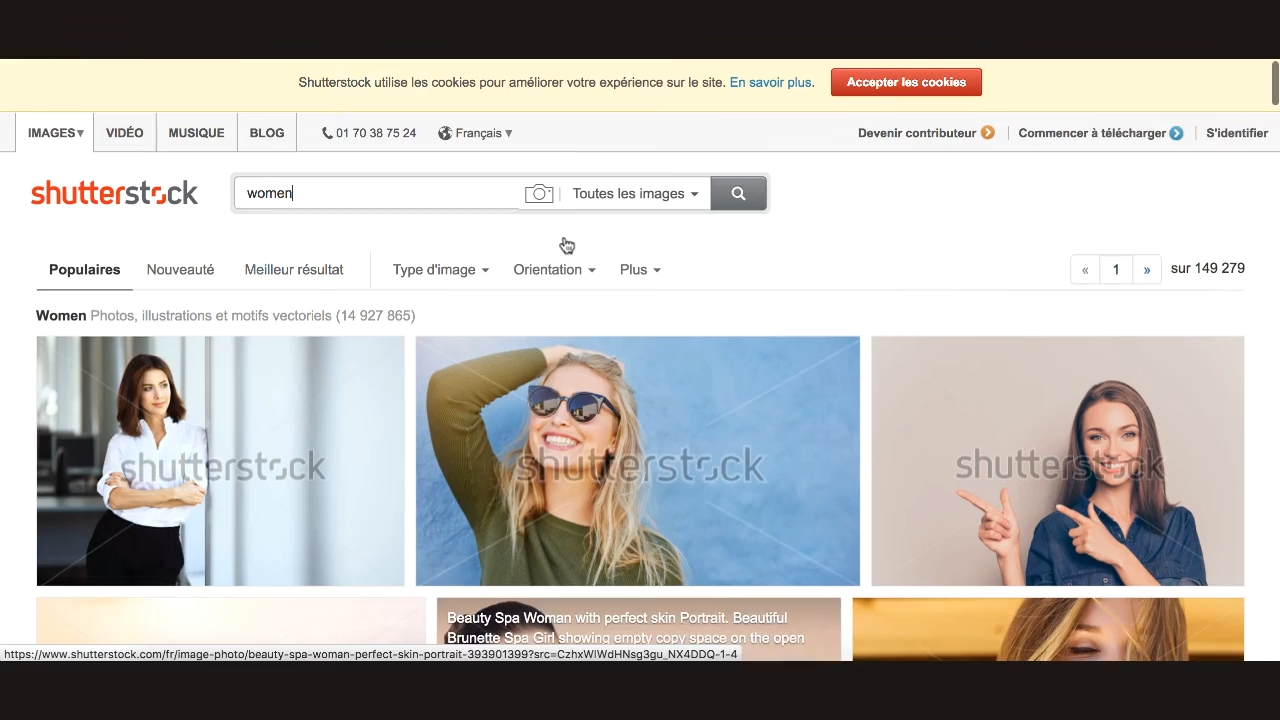 Shutterstock utilise les cookies pour améliorer votre expérience sur le site. En savoir plus. Accepter les cookies
IMAGES VIDÉO MUSIQUE BLOG 01 70 38 75 24 Français Devenir contributeur Commencer à télécharger S'identifier
shutterstock women Toutes les images
Populaires Nouveauté Meilleur résultat Type d'image Orientation Plus « 1 » sur 149 279
Women Photos, illustrations et motifs vectoriels (14 927 865)
shutterstock shutterstock shutterstock
Beauty Spa Woman with perfect skin Portrait. Beautiful
Brunette Spa Girl showing empty copy space on the open
https://www.shutterstock.com/fr/image-photo/beauty-spa-woman-perfect-skin-portrait-393901399?src=CzhxWlWdHNsg3gu_NX4DDQ-1-4